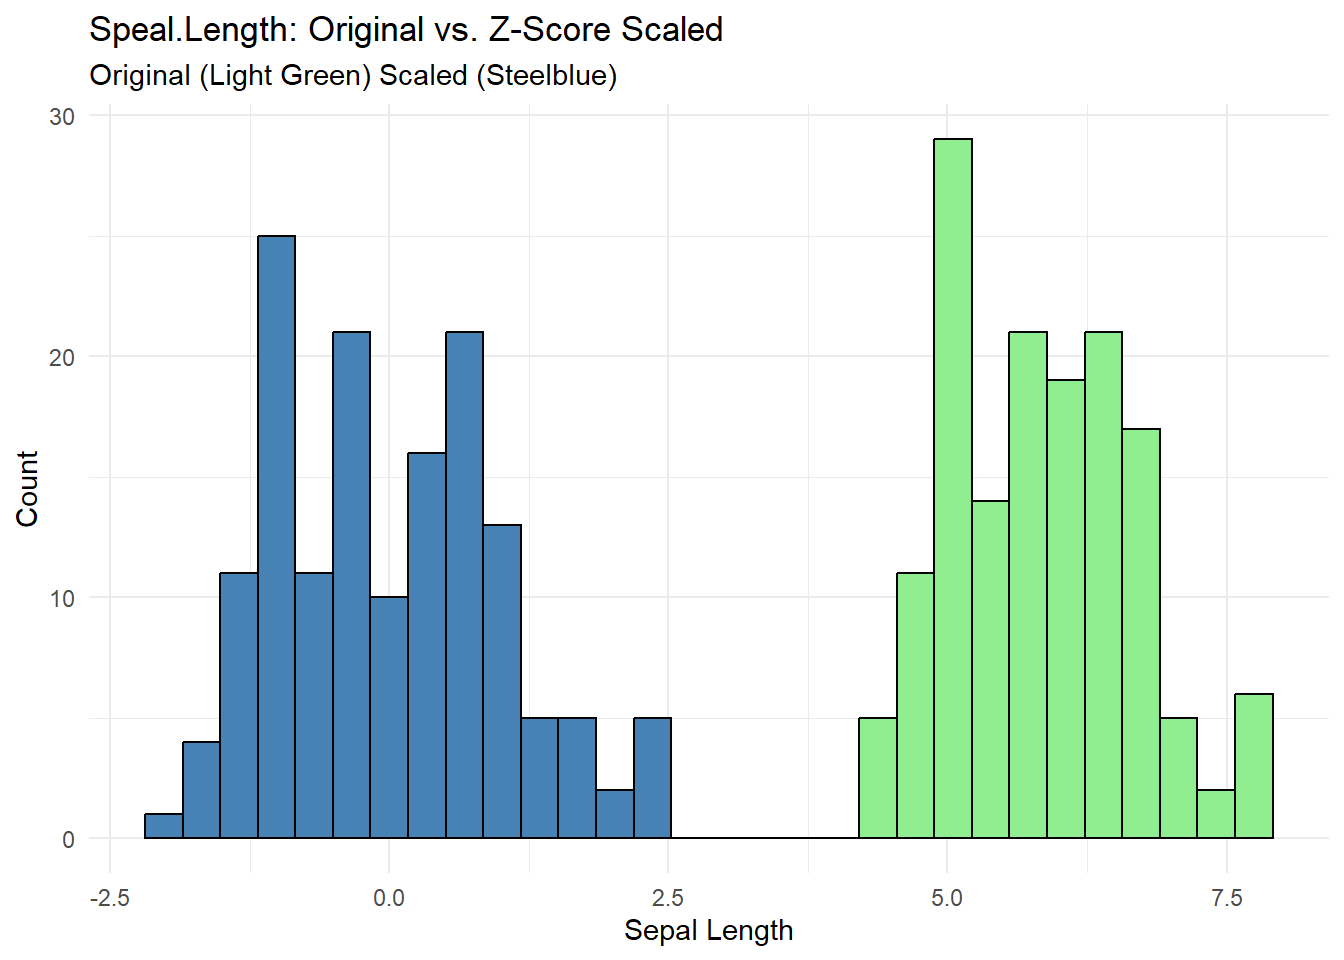 Speal.Length: Original vs. Z-Score Scaled
Original (Light Green) Scaled (Steelblue)
30
20
10
0
Count
-2.5 0.0 2.5 5.0 7.5
Sepal Length